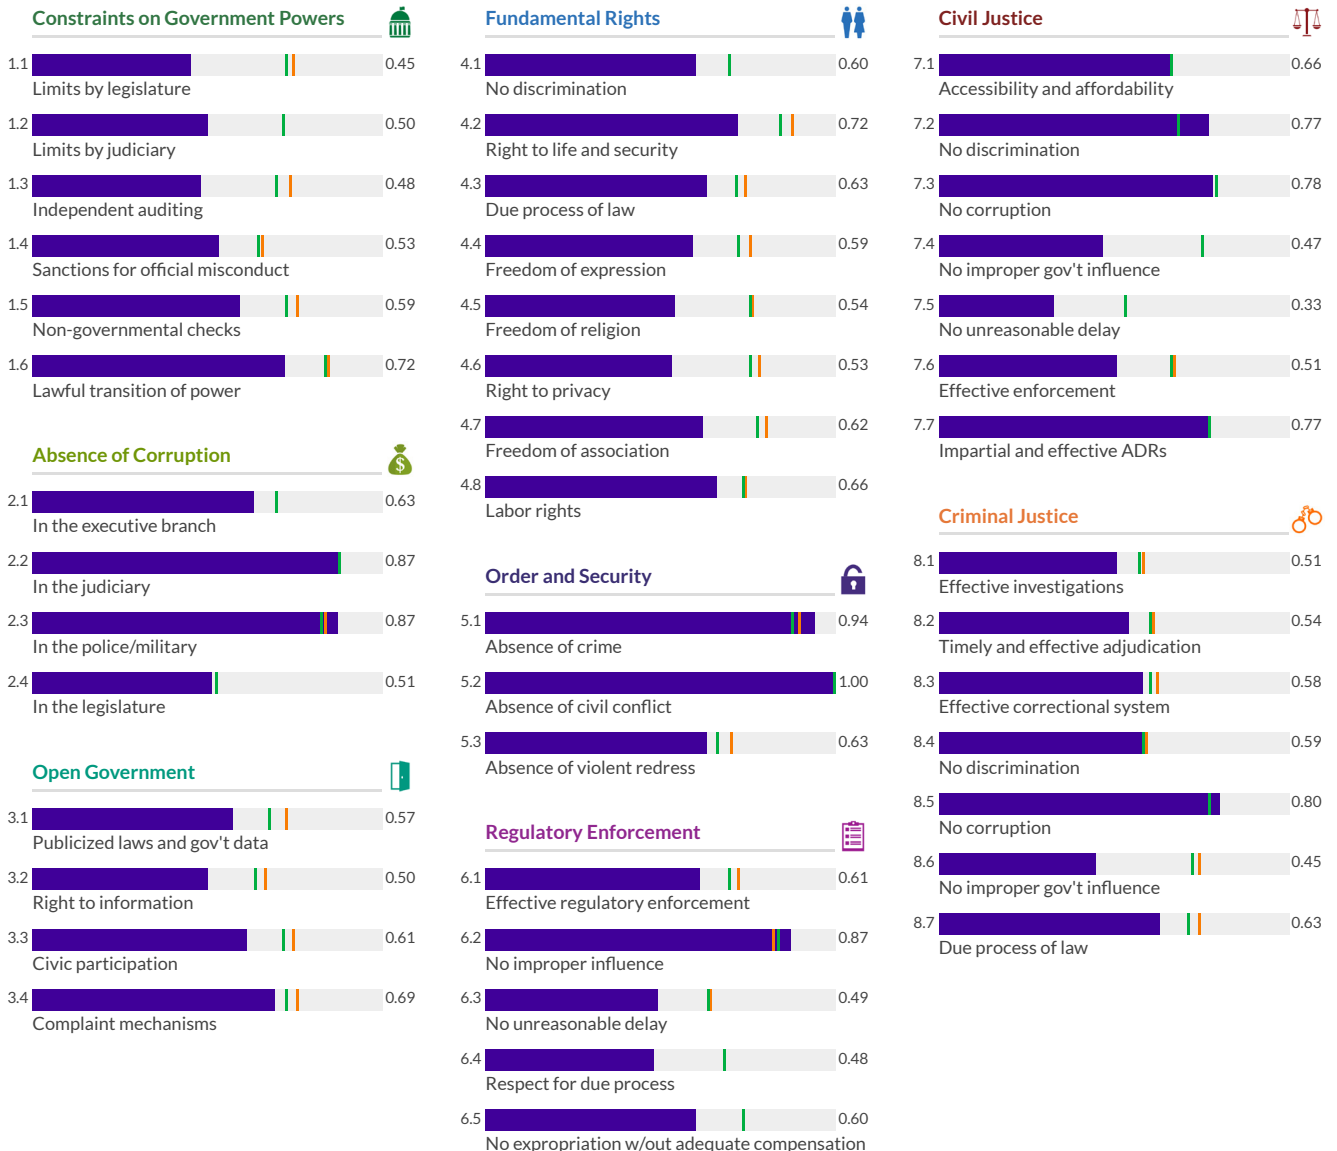 Constraints on Government Powers
1.1 0.45
Limits by legislature
1.2 0.50
Limits by judiciary
1.3 0.48
Independent auditing
1.4 0.53
Sanctions for official misconduct
1.5 0.59
Non-governmental checks
1.6 0.72
Lawful transition of power
Absence of Corruption
2.1 0.63
In the executive branch
2.2 0.87
In the judiciary
2.3 0.87
In the police/military
2.4 0.51
In the legislature
Open Government
3.1 0.57
Publicized laws and gov't data
3.2 0.50
Right to information
3.3 0.61
Civic participation
3.4 0.69
Complaint mechanisms
Fundamental Rights
4.1 0.60
No discrimination
4.2 0.72
Right to life and security
4.3 0.63
Due process of law
4.4 0.59
Freedom of expression
4.5 0.54
Freedom of religion
4.6 0.53
Right to privacy
4.7 0.62
Freedom of association
4.8 0.66
Labor rights
Order and Security
5.1 0.94
Absence of crime
5.2 1.00
Absence of civil conflict
5.3 0.63
Absence of violent redress
Regulatory Enforcement
6.1 0.61
Effective regulatory enforcement
6.2 0.87
No improper influence
6.3 0.49
No unreasonable delay
6.4 0.48
Respect for due process
6.5 0.60
No expropriation w/out adequate compensation
Civil Justice
7.1 0.66
Accessibility and affordability
7.2 0.77
No discrimination
7.3 0.78
No corruption
7.4 0.47
No improper gov't influence
7.5 0.33
No unreasonable delay
7.6 0.51
Effective enforcement
7.7 0.77
Impartial and effective ADRs
Criminal Justice
8.1 0.51
Effective investigations
8.2 0.54
Timely and effective adjudication
8.3 0.58
Effective correctional system
8.4 0.59
No discrimination
8.5 0.80
No corruption
8.6 0.45
No improper gov't influence
8.7 0.63
Due process of law